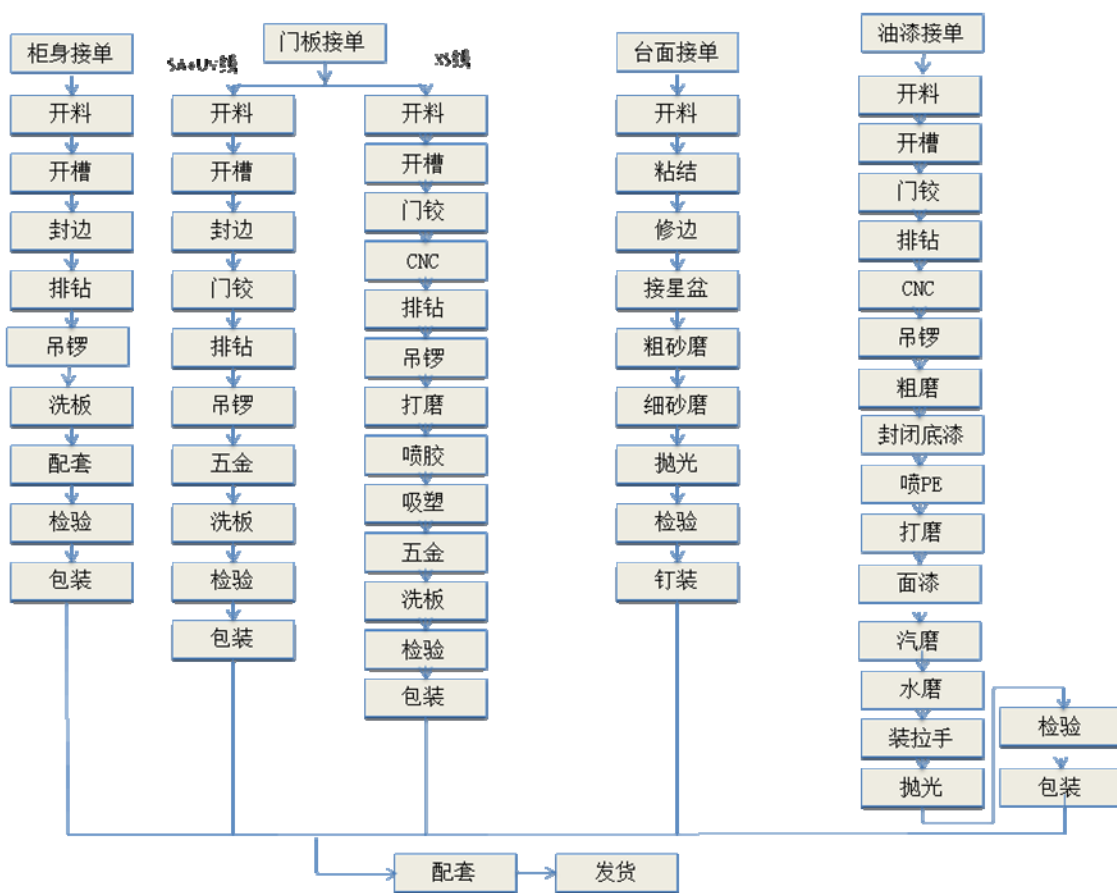 柜身接单
开料
开槽
封边
排钻
吊锣
洗板
配套
检验
包装
门板接单
SA+UV线
开料
开槽
封边
门铰
排钻
吊锣
五金
洗板
检验
包装
XS线
开料
开槽
门铰
CNC
排钻
吊锣
打磨
喷胶
吸塑
五金
洗板
检验
包装
台面接单
开料
粘结
修边
接星盆
粗砂磨
细砂磨
抛光
检验
钉装
油漆接单
开料
开槽
门铰
排钻
CNC
吊锣
粗磨
封闭底漆
喷PE
打磨
面漆
汽磨
水磨
装拉手
抛光
检验
包装
配套
发货